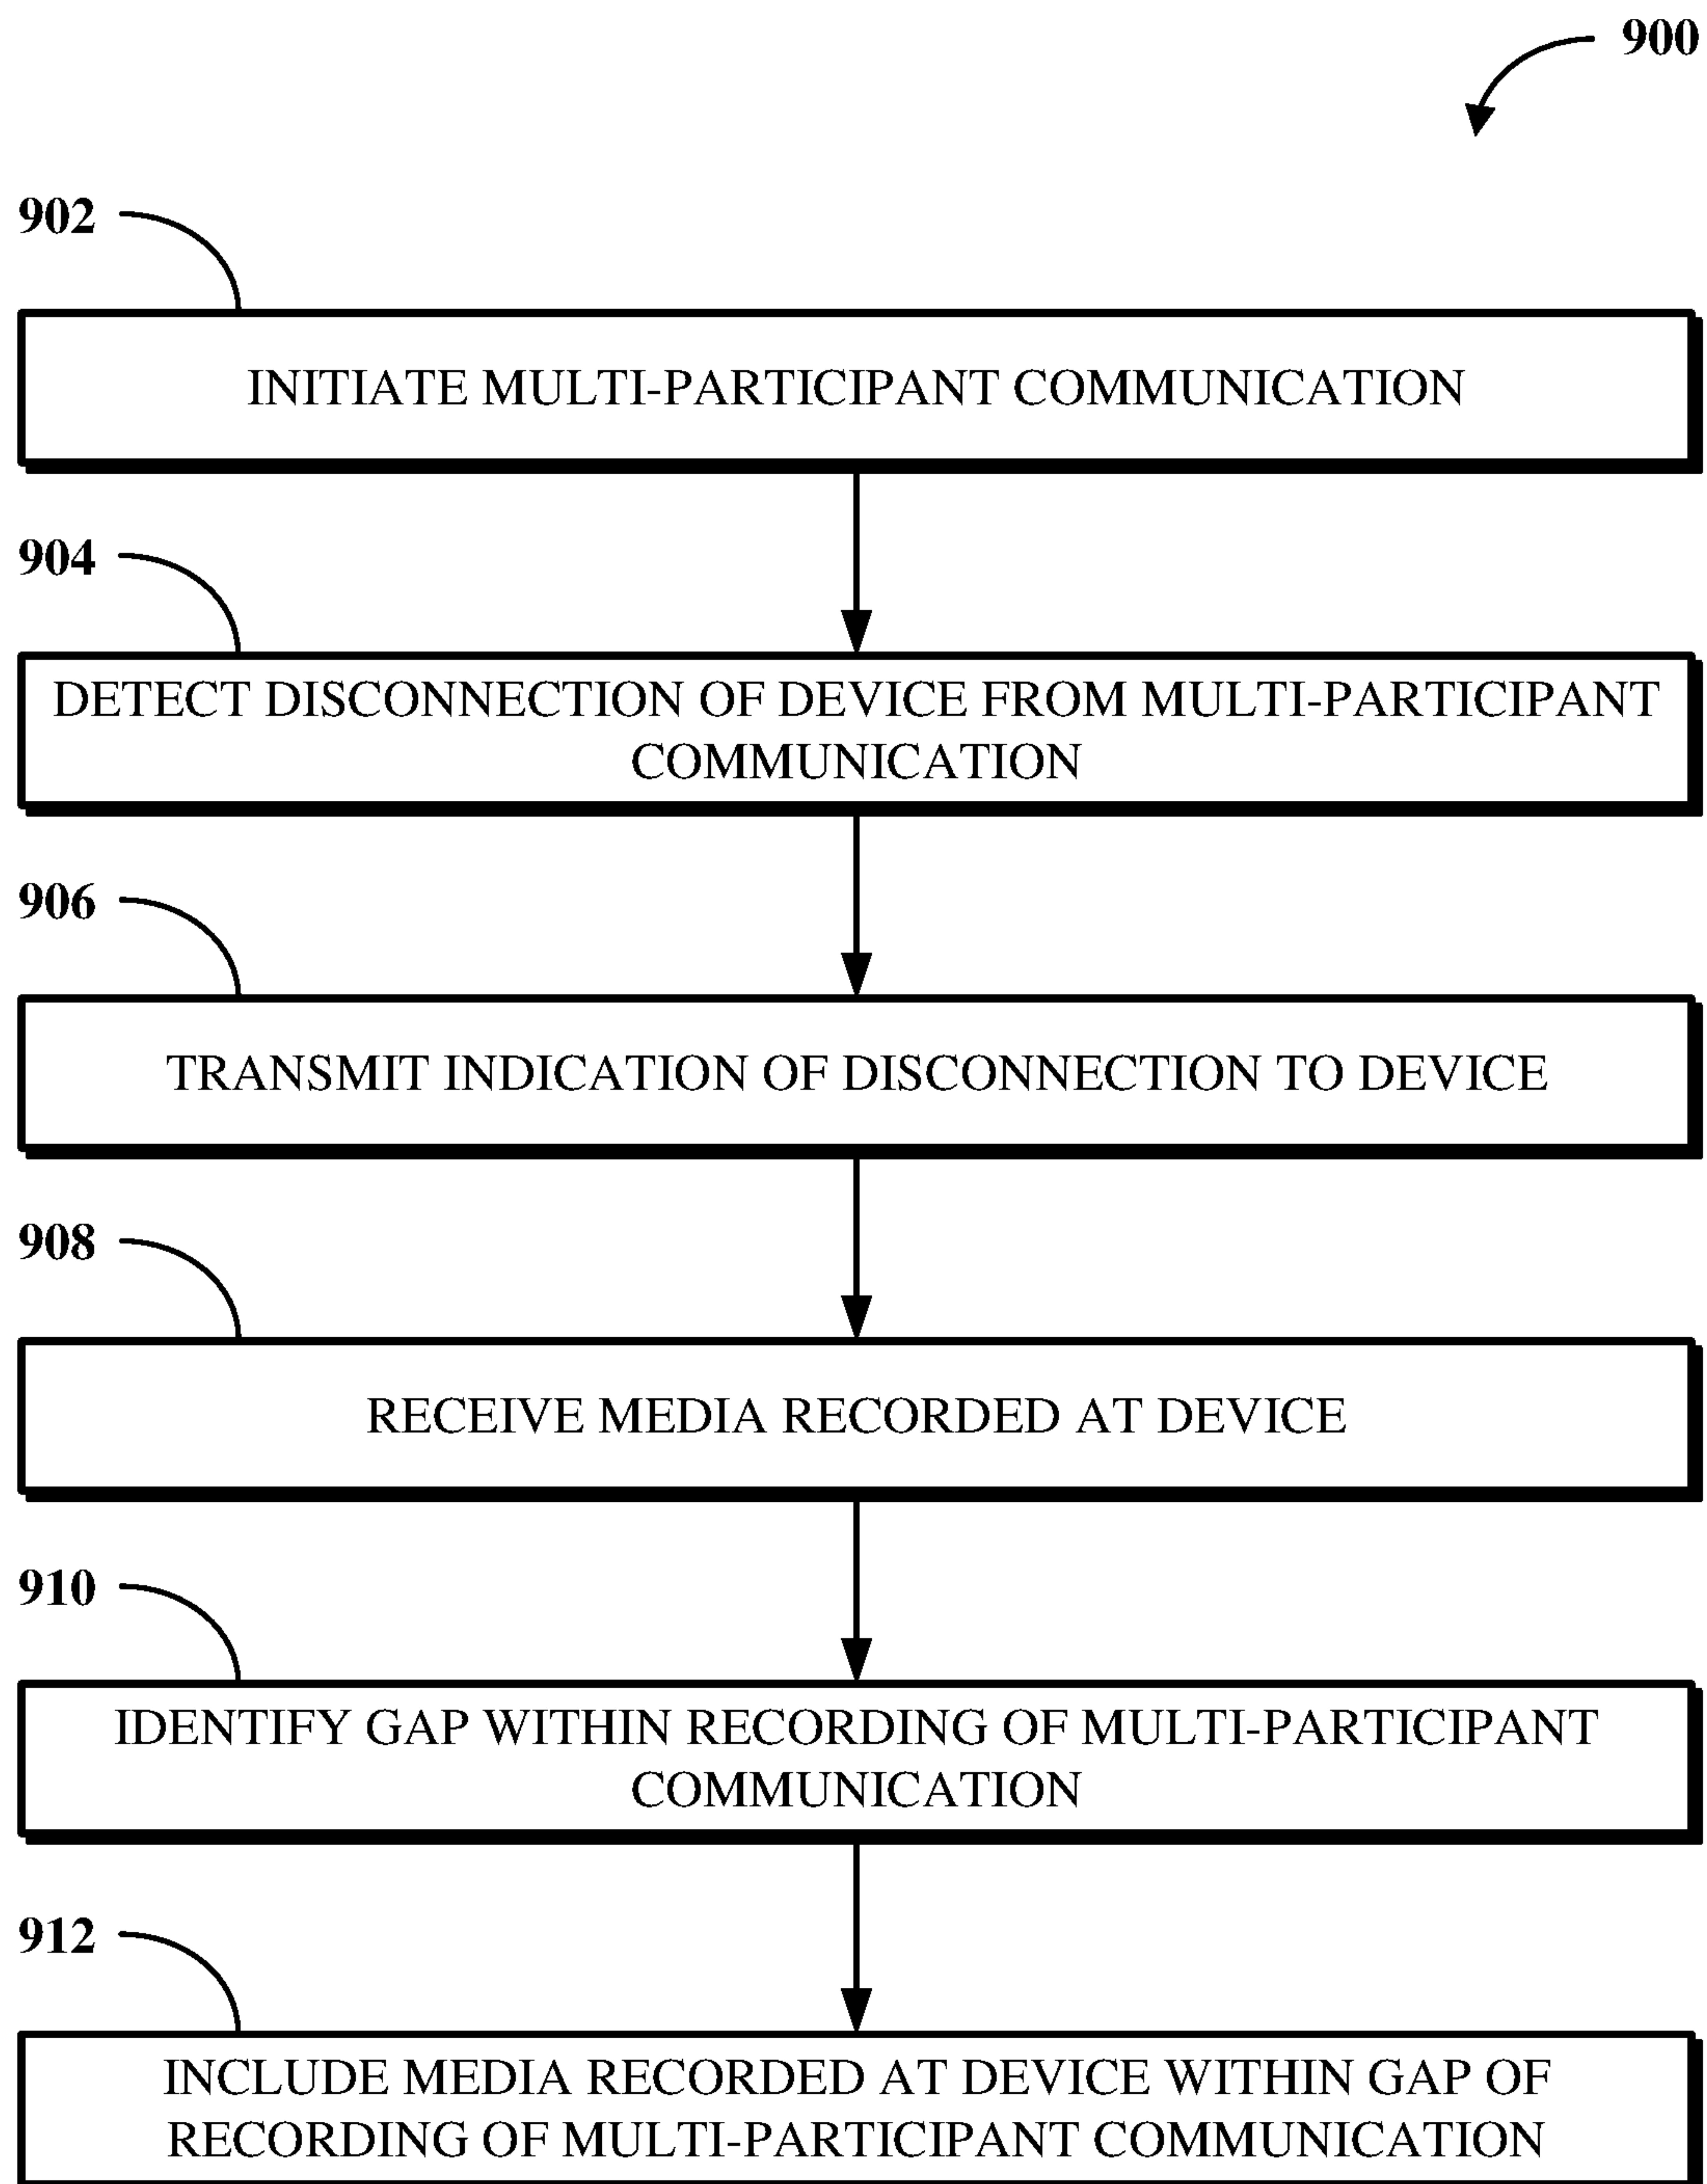 900
902
INITIATE MULTI-PARTICIPANT COMMUNICATION
904
DETECT DISCONNECTION OF DEVICE FROM MULTI-PARTICIPANT
COMMUNICATION
906
TRANSMIT INDICATION OF DISCONNECTION TO DEVICE
908
RECEIVE MEDIA RECORDED AT DEVICE
910
IDENTIFY GAP WITHIN RECORDING OF MULTI-PARTICIPANT
COMMUNICATION
912
INCLUDE MEDIA RECORDED AT DEVICE WITHIN GAP OF
RECORDING OF MULTI-PARTICIPANT COMMUNICATION